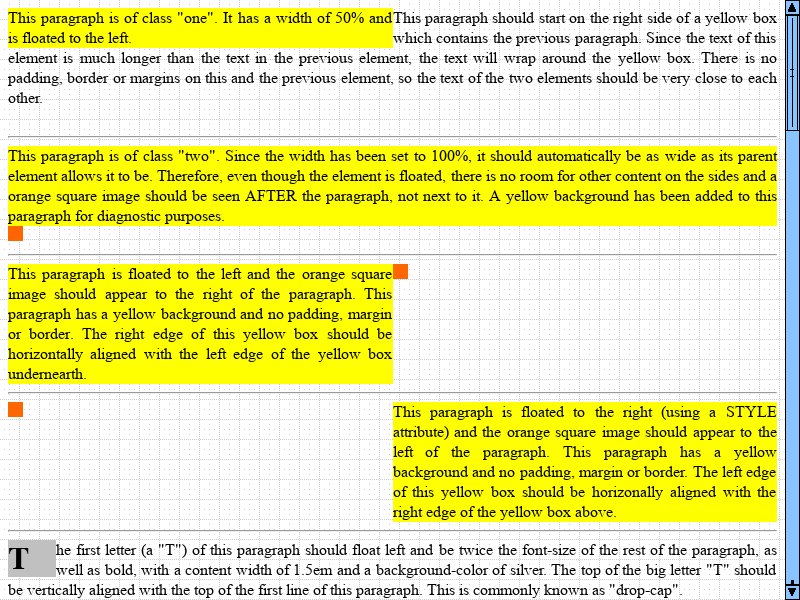 This paragraph is of class "one". It has a width of 50% and
is floated to the left.
This paragraph should start on the right side of a yellow box
which contains the previous paragraph. Since the text of this
element is much longer than the text in the previous element, the text will wrap around the yellow box. There is no
padding, border or margins on this and the previous element, so the text of the two elements should be very close to each
other.
This paragraph is of class "two". Since the width has been set to 100%, it should automatically be as wide as its parent
element allows it to be. Therefore, even though the element is floated, there is no room for other content on the sides and a
orange square image should be seen AFTER the paragraph, not next to it. A yellow background has been added to this
paragraph for diagnostic purposes.
This paragraph is floated to the left and the orange square
image should appear to the right of the paragraph. This
paragraph has a yellow background and no padding, margin
or border. The right edge of this yellow box should be
horizontally aligned with the left edge of the yellow box
undernearth.
This paragraph is floated to the right (using a STYLE
attribute) and the orange square image should appear to the
left of the paragraph. This paragraph has a yellow
background and no padding, margin or border. The left edge
of this yellow box should be horizonally aligned with the
right edge of the yellow box above.
The first letter (a "T") of this paragraph should float left and be twice the font-size of the rest of the paragraph, as
well as bold, with a content width of 1.5em and a background-color of silver. The top of the big letter "T" should
be vertically aligned with the top of the first line of this paragraph. This is commonly known as "drop-cap".